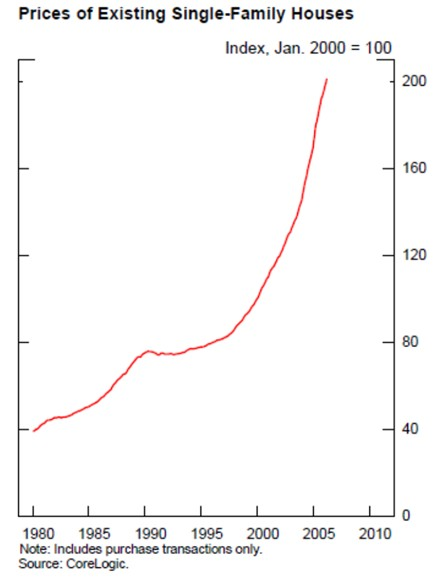 Prices of Existing Single-Family Houses
Index, Jan. 2000 = 100
200
160
120
80
40
0
1980 1985 1990 1995 2000 2005 2010
Note: Includes purchase transactions only.
Source: CoreLogic.